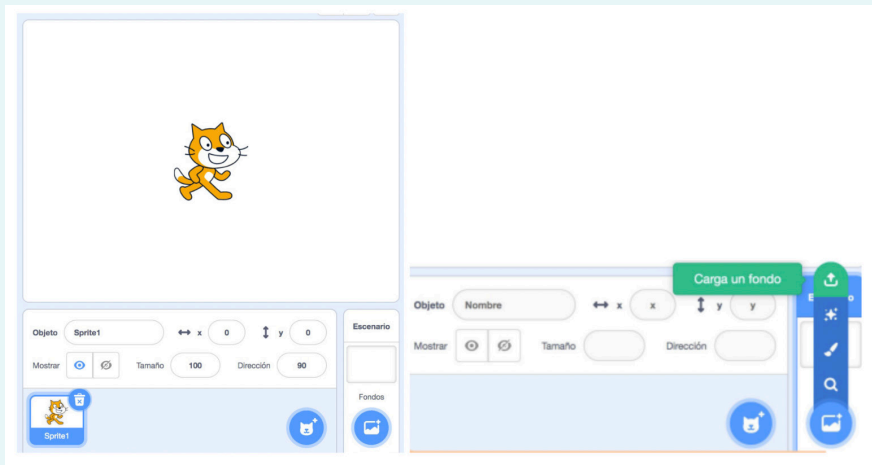 Objeto Sprite1 x 0 y 0
Mostrar Tamaño 100 Dirección 90
Sprite1
Escenario
Fondos
Carga un fondo
Objeto Nombre x x y y
Mostrar Tamaño Dirección